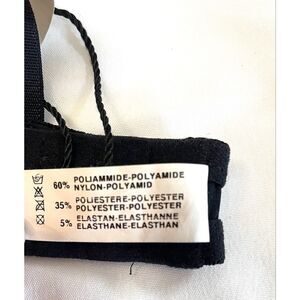 60% POLIAMMIDE-POLYAMIDE
NYLON-POLYAMID
35% POLIESTERE-POLYESTER
POLYESTER-POLYESTER
5% ELASTAN-ELASTHANNE
ELASTHANE-ELASTHAN